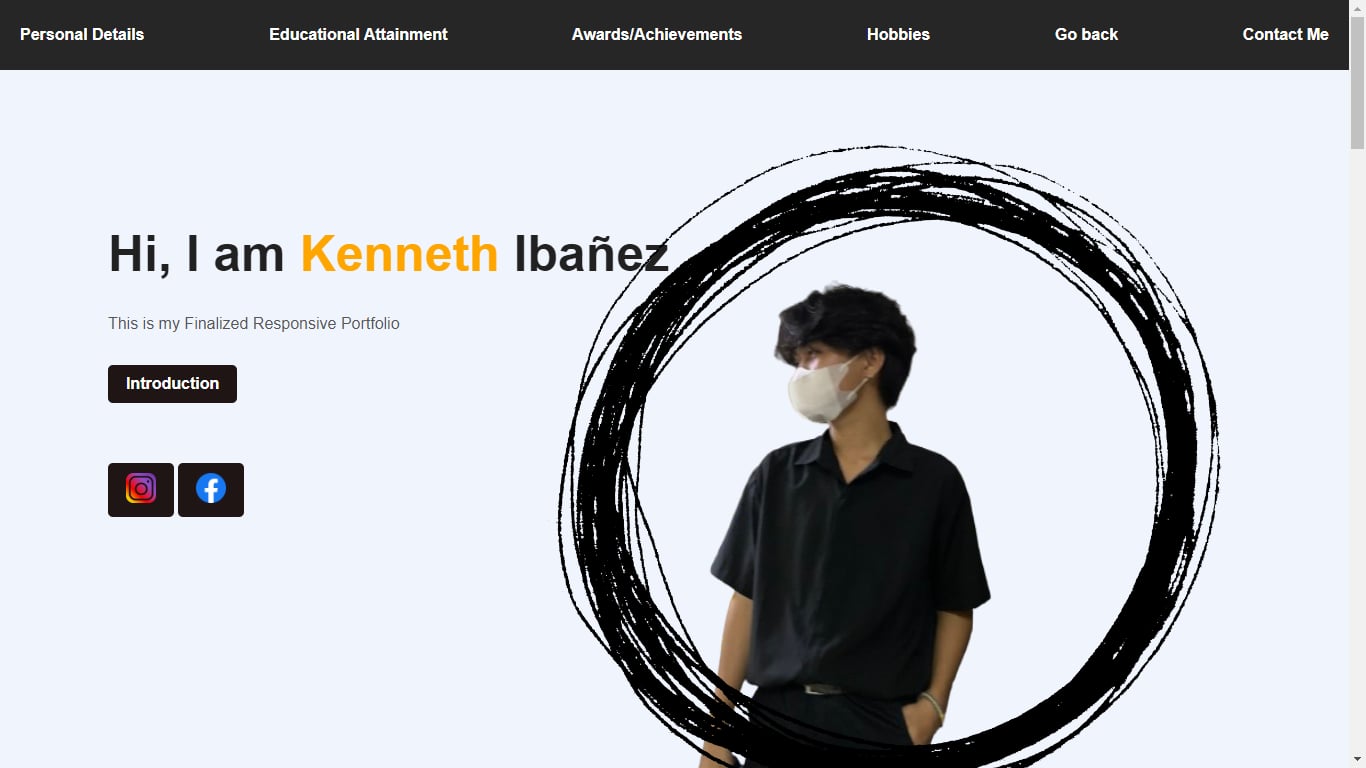 Personal Details Educational Attainment Awards/Achievements Hobbies Go back Contact Me
Hi, I am Kenneth Ibañez
This is my Finalized Responsive Portfolio
Introduction